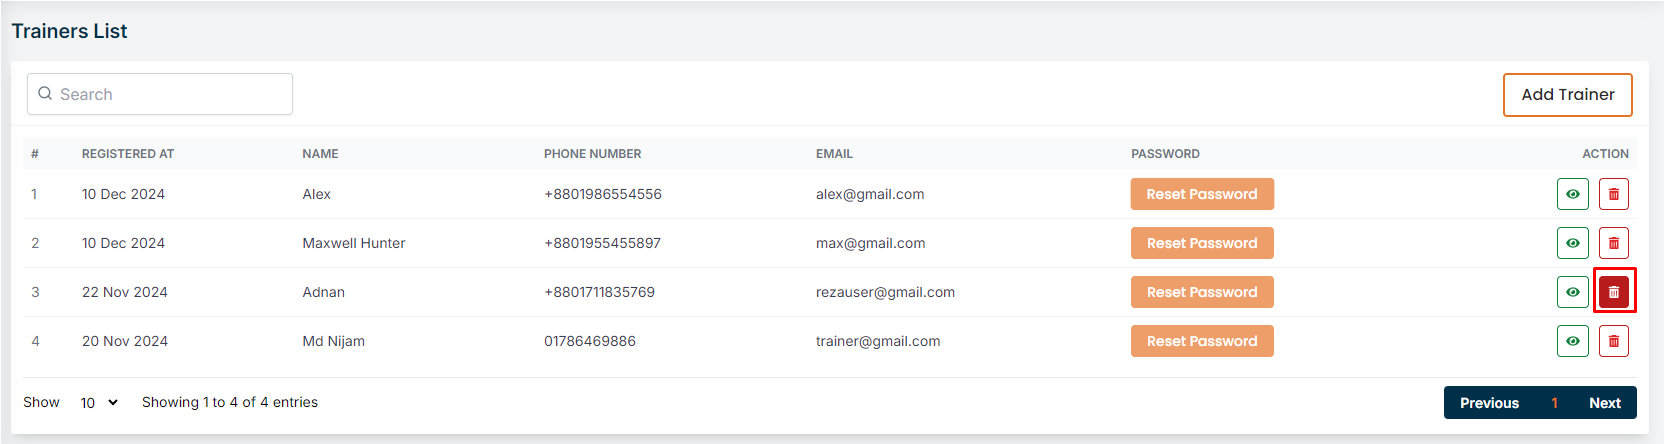 Trainers List
Search
Add Trainer
# REGISTERED AT NAME PHONE NUMBER EMAIL PASSWORD ACTION
1 10 Dec 2024 Alex +8801986554556 alex@gmail.com Reset Password
2 10 Dec 2024 Maxwell Hunter +8801955455897 max@gmail.com Reset Password
3 22 Nov 2024 Adnan +8801711835769 rezauser@gmail.com Reset Password
4 20 Nov 2024 Md Nijam 01786469886 trainer@gmail.com Reset Password
Show 10 Showing 1 to 4 of 4 entries Previous 1 Next